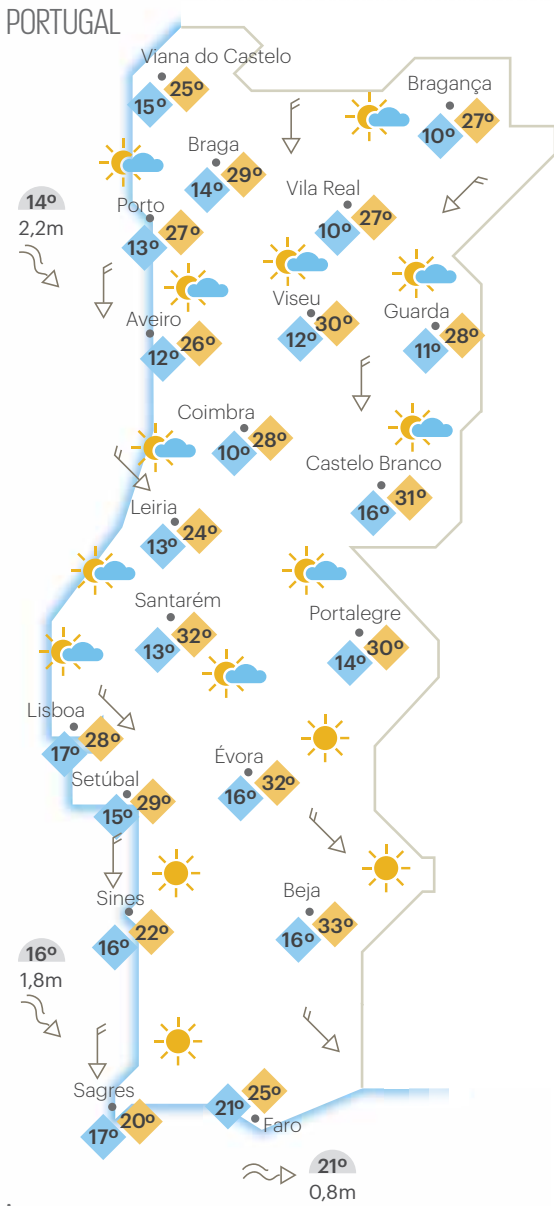 PORTUGAL
Viana do Castelo
15º 25º
Bragança
10º 27º
Braga
14º 29º
Vila Real
10º 27º
14º
2,2m
Porto
13º 27º
Viseu
12º 30º
Guarda
11º 28º
Aveiro
12º 26º
Coimbra
10º 28º
Castelo Branco
16º 31º
Leiria
13º 24º
Santarém
13º 32º
Portalegre
14º 30º
Lisboa
17º 28º
Évora
16º 32º
Setúbal
15º 29º
Sines
16º 22º
Beja
16º 33º
16º
1,8m
Sagres
17º 20º
21º 25º
Faro
21º
0,8m